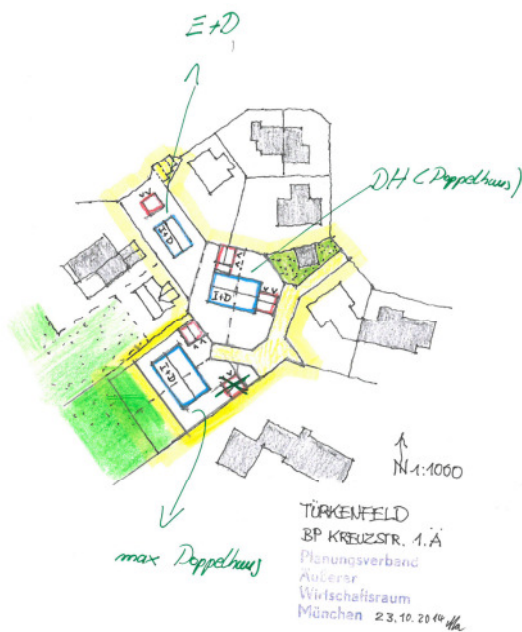 E+D
DH (Doppelhaus)
I+D
I+D
I+D
N 1:1000
max Doppelhaus
TÜRKENFELD
BP KREUZSTR. 1.Ä
Planungsverband
Äußerer
Wirtschaftsraum
München 23.10.2014